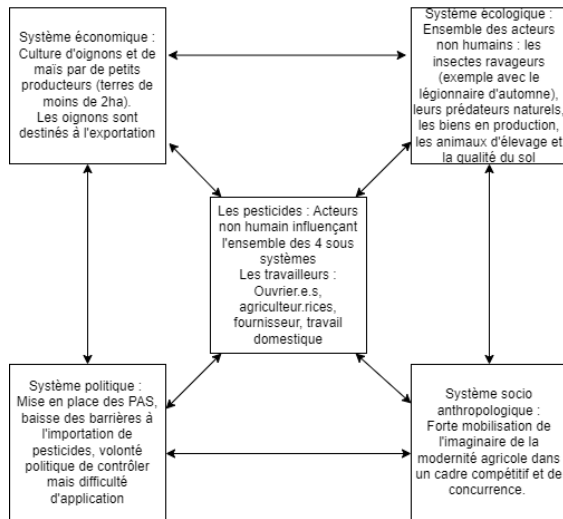 Système économique :
Culture d'oignons et de
maïs par de petits
producteurs (terres de
moins de 2ha).
Les oignons sont
destinés à l'exportation
Système écologique :
Ensemble des acteurs
non humains : les
insectes ravageurs
(exemple avec le
légionnaire d'automne),
leurs prédateurs naturels,
les biens en production,
les animaux d'élevage et
la qualité du sol
Les pesticides : Acteurs
non humain influençant
l'ensemble des 4 sous
systèmes
Les travailleurs :
Ouvrier.e.s,
agriculteur.rices,
fournisseur, travail
domestique
Système politique :
Mise en place des PAS,
baisse des barrières à
l'importation de
pesticides, volonté
politique de contrôler
mais difficulté
d'application
Système socio
anthropologique :
Forte mobilisation de
l'imaginaire de la
modernité agricole dans
un cadre compétitif et de
concurrence.